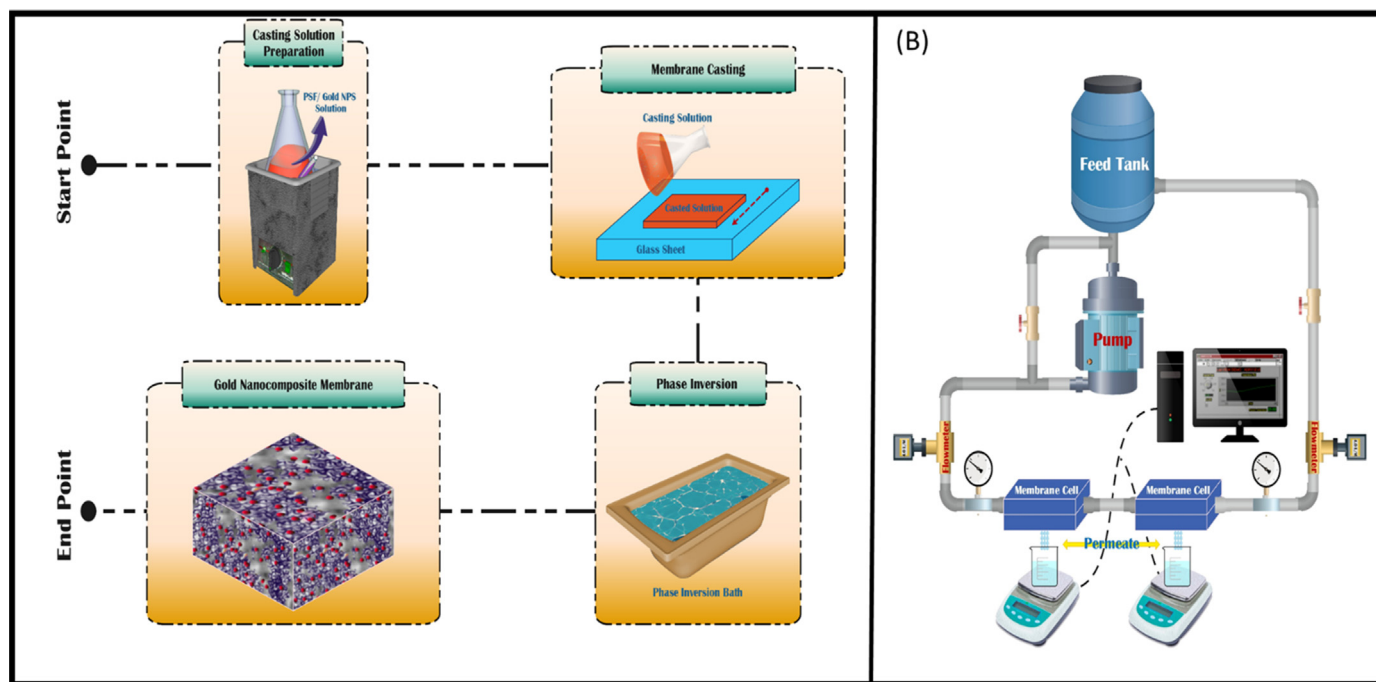 Casting Solution
Preparation
PSF/ Gold NPS
Solution
Start Point
Membrane Casting
Casting Solution
Casted Solution
Glass Sheet
Gold Nanocomposite Membrane
End Point
Phase Inversion
Phase Inversion Bath
(B)
Feed Tank
Pump
Flowmeter
Flowmeter
Membrane Cell
Membrane Cell
Permeate